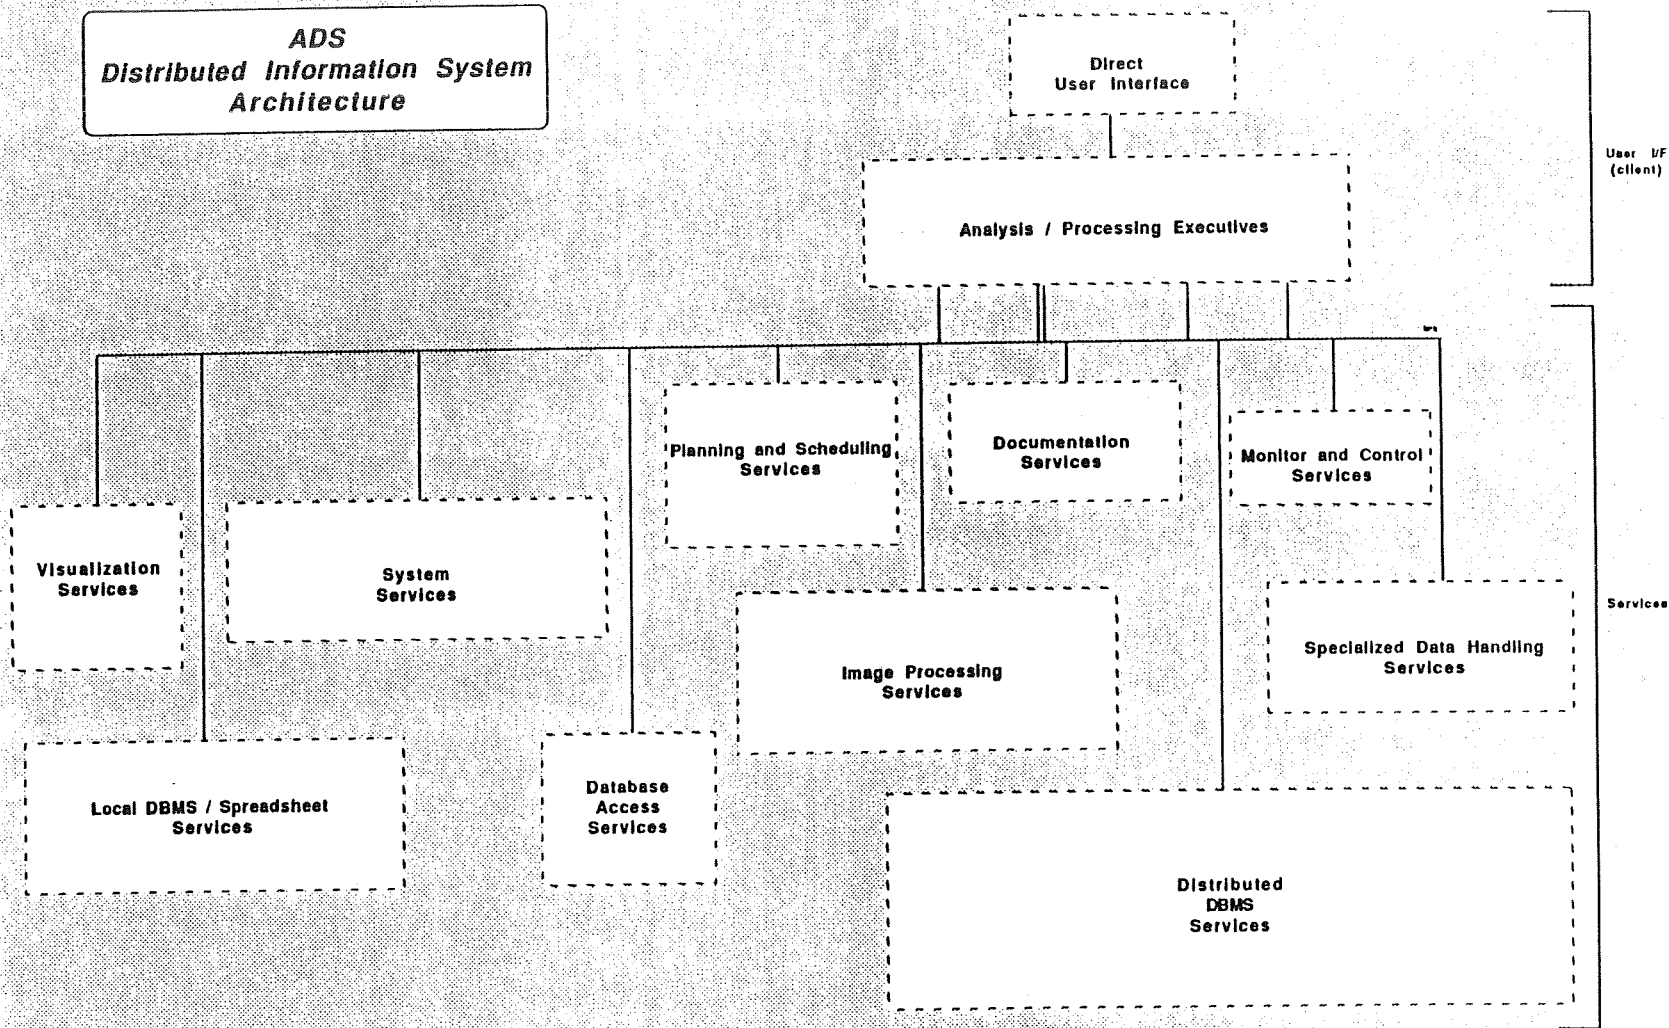 ADS
Distributed Information System
Architecture
Direct
User Interface
User I/F
(client)
Analysis / Processing Executives
Planning and Scheduling
Services
Documentation
Services
Monitor and Control
Services
Visualization
Services
System
Services
Services
Image Processing
Services
Specialized Data Handling
Services
Local DBMS / Spreadsheet
Services
Database
Access
Services
Distributed
DBMS
Services